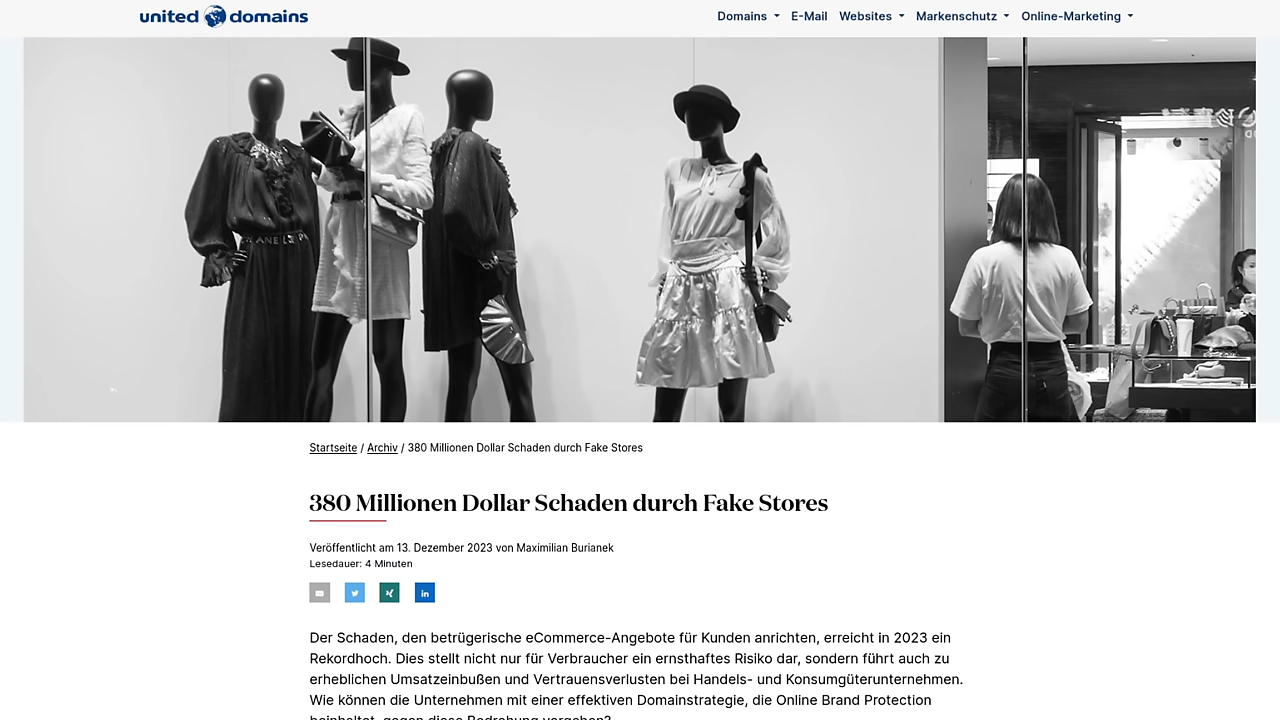 united domains
Domains E-Mail Websites Markenschutz Online-Marketing
Startseite / Archiv / 380 Millionen Dollar Schaden durch Fake Stores
380 Millionen Dollar Schaden durch Fake Stores
Veröffentlicht am 13. Dezember 2023 von Maximilian Burianek
Lesedauer: 4 Minuten
Der Schaden, den betrügerische eCommerce-Angebote für Kunden anrichten, erreicht in 2023 ein
Rekordhoch. Dies stellt nicht nur für Verbraucher ein ernsthaftes Risiko dar, sondern führt auch zu
erheblichen Umsatzeinbußen und Vertrauensverlusten bei Handels- und Konsumgüterunternehmen.
Wie können die Unternehmen mit einer effektiven Domainstrategie, die Online Brand Protection
beinhaltet, gegen diese Bedrohung vorgehen?